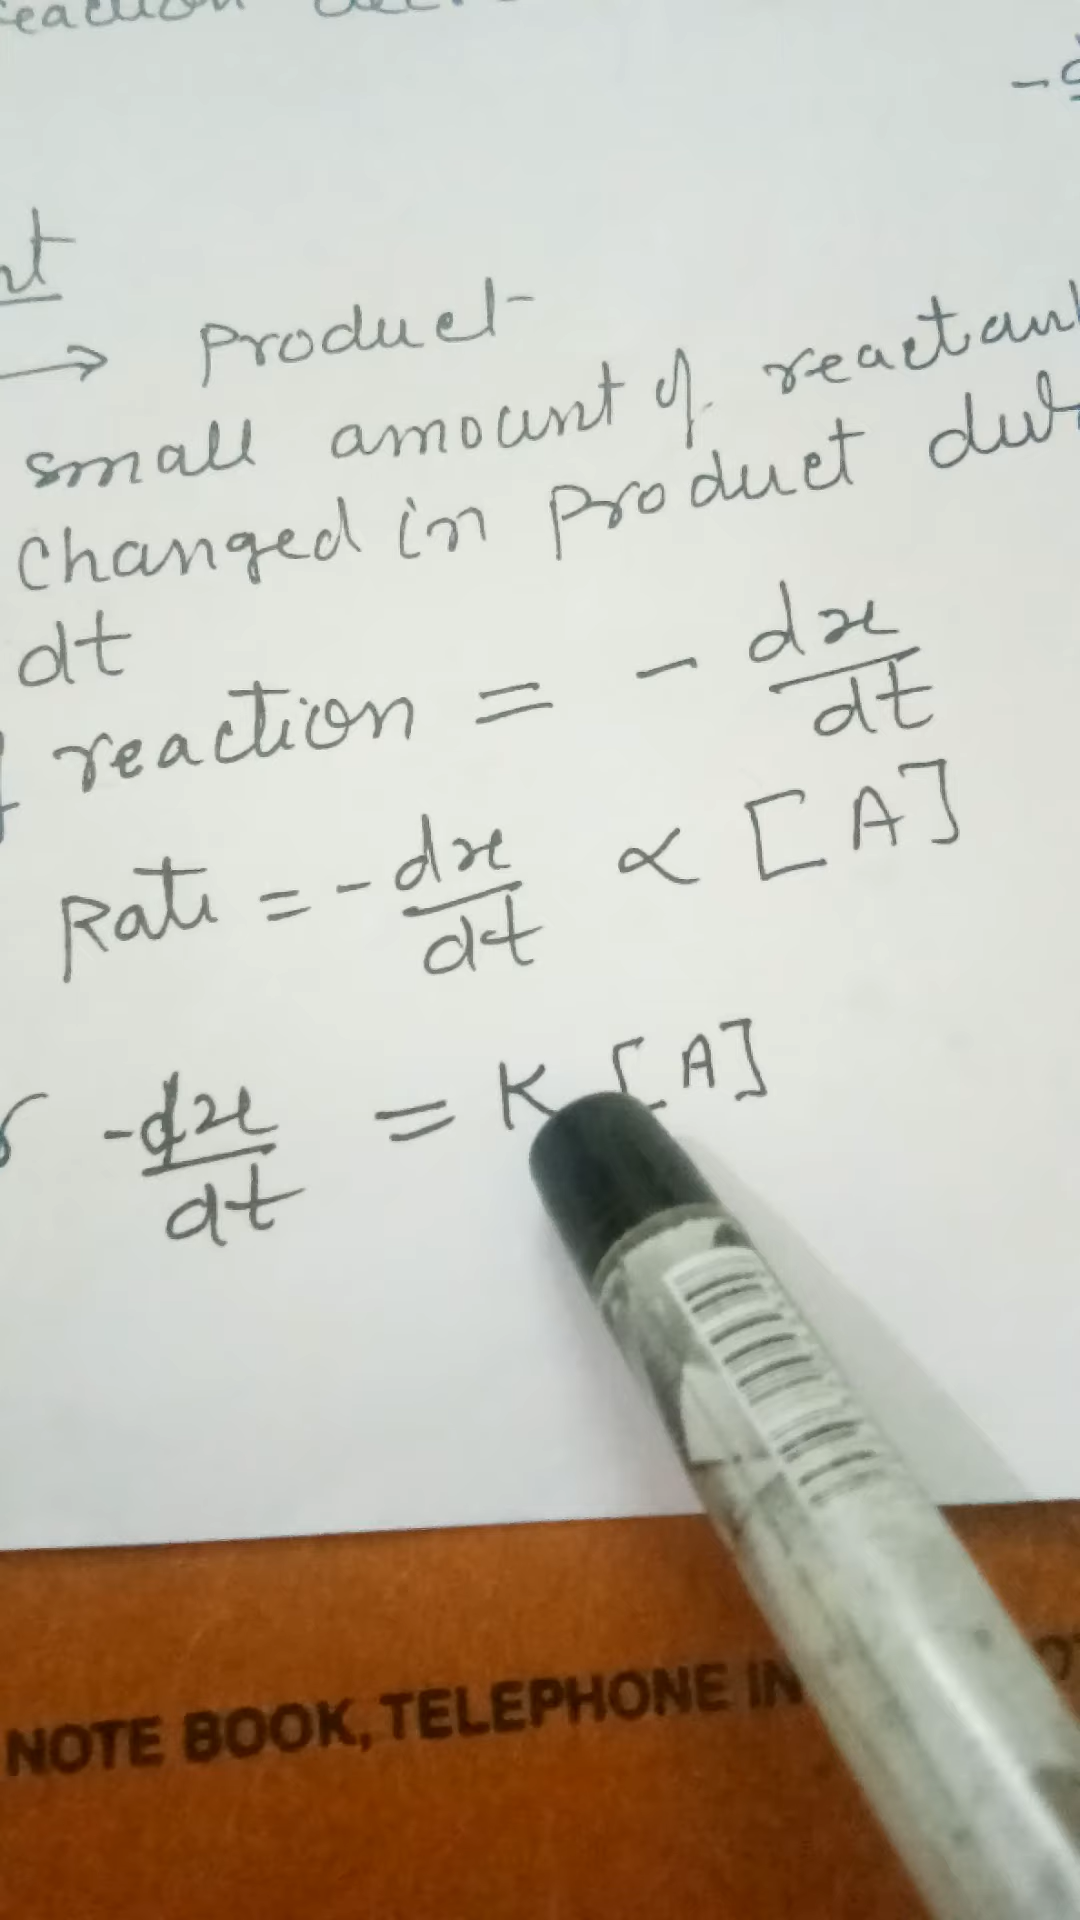 → Product
small amount of reactant
changed in product
dt
reaction = - dx/dt
Rate = - dx/dt ∝ [A]
-dx/dt = K [A]
NOTE BOOK, TELEPHONE IN